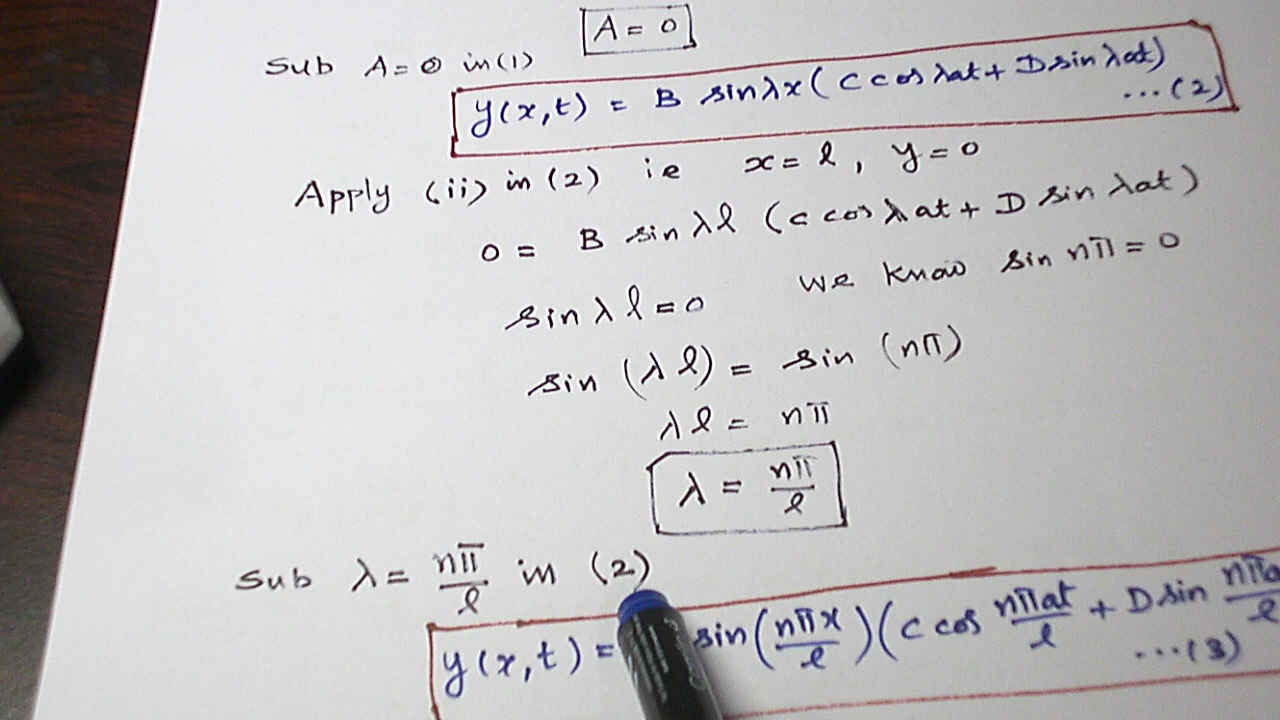 A = 0
Sub A = 0 in (1)
y(x,t) = B sinλx (C cos λat + D sin λat)
...(2)
Apply (ii) in (2) ie x = l, y = 0
0 = B sin λl (C cos λat + D sin λat)
sin λl = 0 We know sin nπ = 0
sin (λl) = sin (nπ)
λl = nπ
λ = nπ/l
Sub λ = nπ/l in (2)
y(x,t) = sin(nπx/l)(C cos nπat/l + D sin nπa/l
...(3)